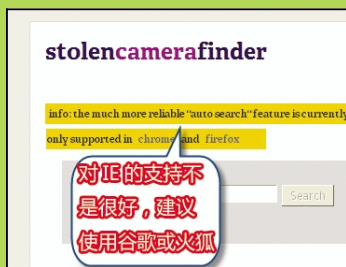 stolencamerafinder
info: the much more reliable "auto search" feature is currently
only supported in chrome and firefox
对IE的支持不
是很好，建议
使用谷歌或火狐
Search